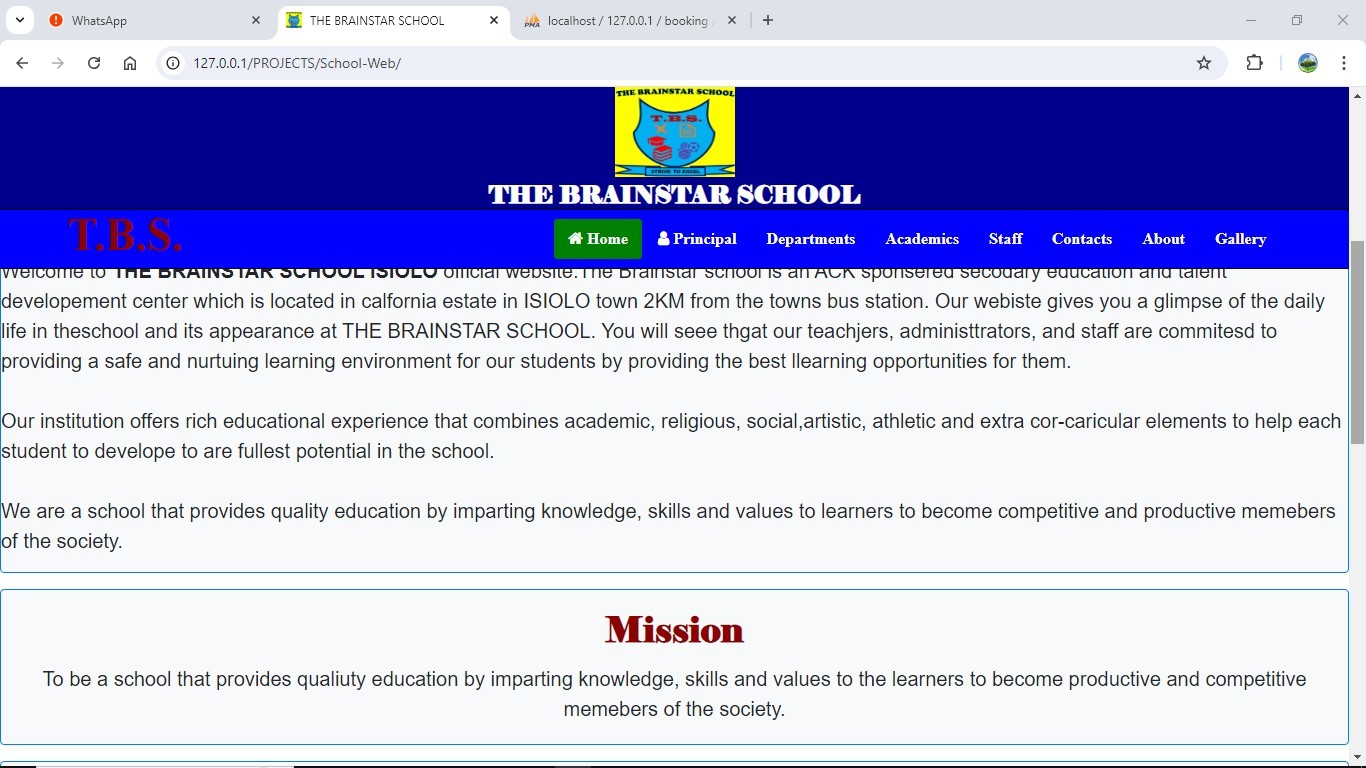 WhatsApp
THE BRAINSTAR SCHOOL
localhost / 127.0.0.1 / booking
127.0.0.1/PROJECTS/School-Web/
THE BRAINSTAR SCHOOL
T.B.S.
STRIVE TO EXCEL
THE BRAINSTAR SCHOOL
T.B.S.
Home
Principal
Departments
Academics
Staff
Contacts
About
Gallery
Welcome to THE BRAINSTAR SCHOOL ISIOLO official website.The Brainstar school is an ACK sponsered secodary education and talent
developement center which is located in calfornia estate in ISIOLO town 2KM from the towns bus station. Our webiste gives you a glimpse of the daily
life in theschool and its appearance at THE BRAINSTAR SCHOOL. You will seee thgat our teachjers, administtrators, and staff are commitesd to
providing a safe and nurtuing learning environment for our students by providing the best llearning opportunities for them.
Our institution offers rich educational experience that combines academic, religious, social,artistic, athletic and extra cor-caricular elements to help each
student to develope to are fullest potential in the school.
We are a school that provides quality education by imparting knowledge, skills and values to learners to become competitive and productive memebers
of the society.
Mission
To be a school that provides qualiuty education by imparting knowledge, skills and values to the learners to become productive and competitive
memebers of the society.